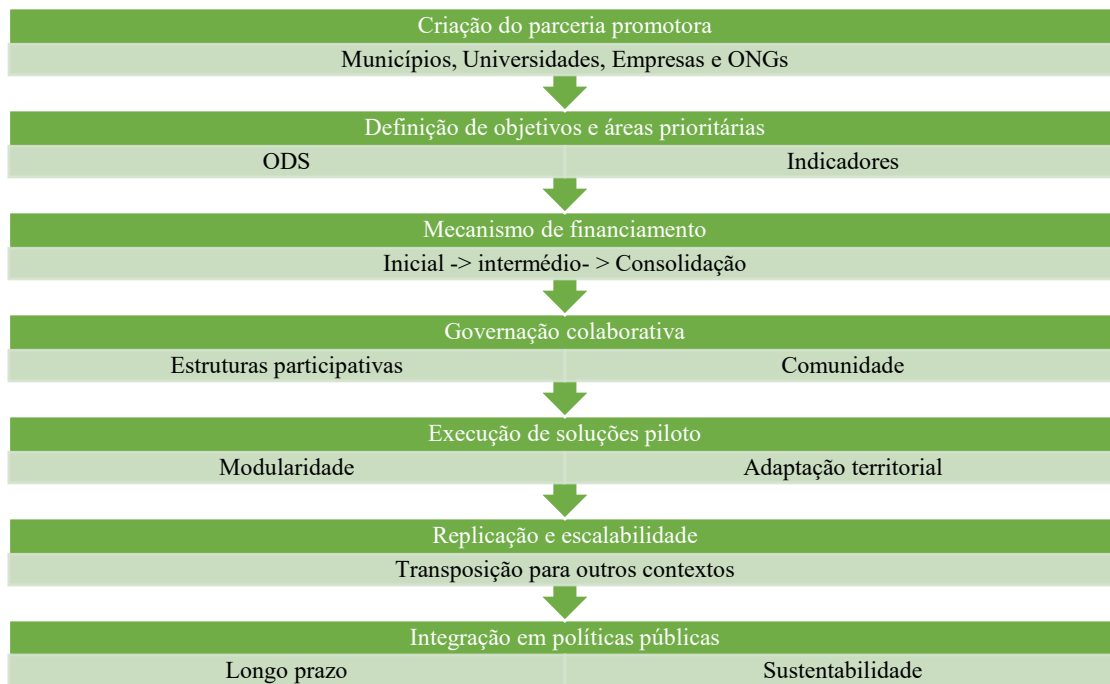 Criação do parceria promotora
Municípios, Universidades, Empresas e ONGs
Definição de objetivos e áreas prioritárias
ODS
Indicadores
Mecanismo de financiamento
Inicial -> intermédio- > Consolidação
Governação colaborativa
Estruturas participativas
Comunidade
Execução de soluções piloto
Modularidade
Adaptação territorial
Replicação e escalabilidade
Transposição para outros contextos
Integração em políticas públicas
Longo prazo
Sustentabilidade